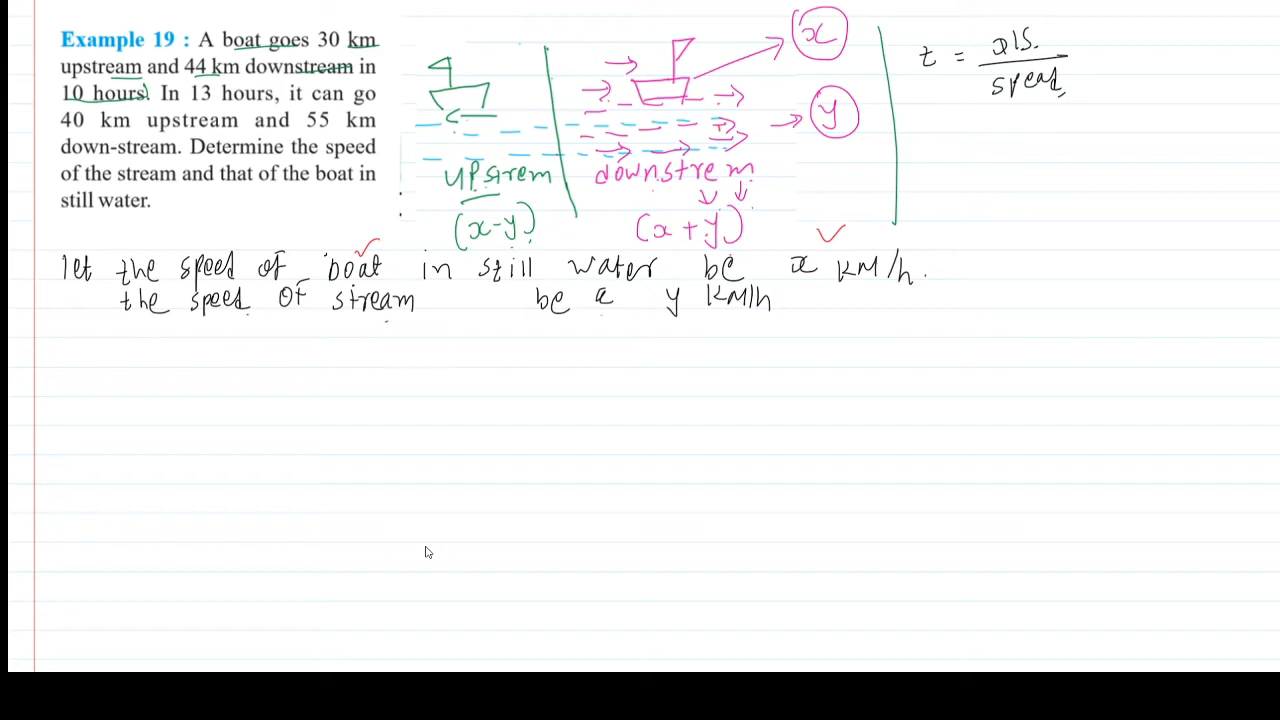 Example 19 : A boat goes 30 km
upstream and 44 km downstream in
10 hours. In 13 hours, it can go
40 km upstream and 55 km
down-stream. Determine the speed
of the stream and that of the boat in
still water.
upstrem
(x-y)
downstrem
(x + y)
x
y
t = DIS.
speed
let the speed of boat in still water be x KM/h.
the speed of stream be a y KM/h